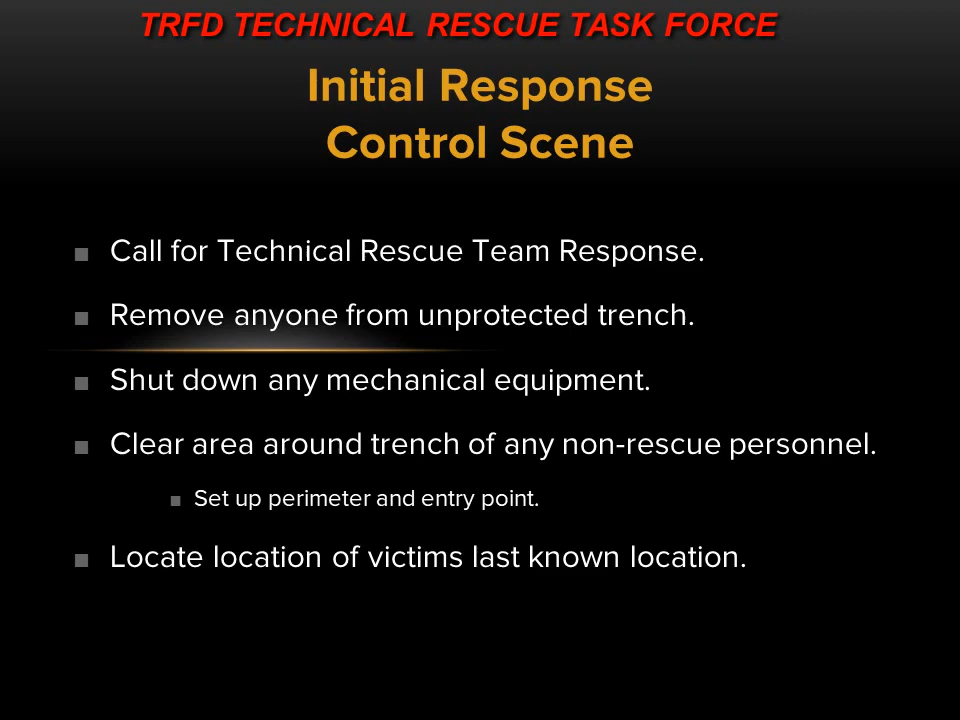 TRFD TECHNICAL RESCUE TASK FORCE
Initial Response
Control Scene
Call for Technical Rescue Team Response.
Remove anyone from unprotected trench.
Shut down any mechanical equipment.
Clear area around trench of any non-rescue personnel.
Set up perimeter and entry point.
Locate location of victims last known location.